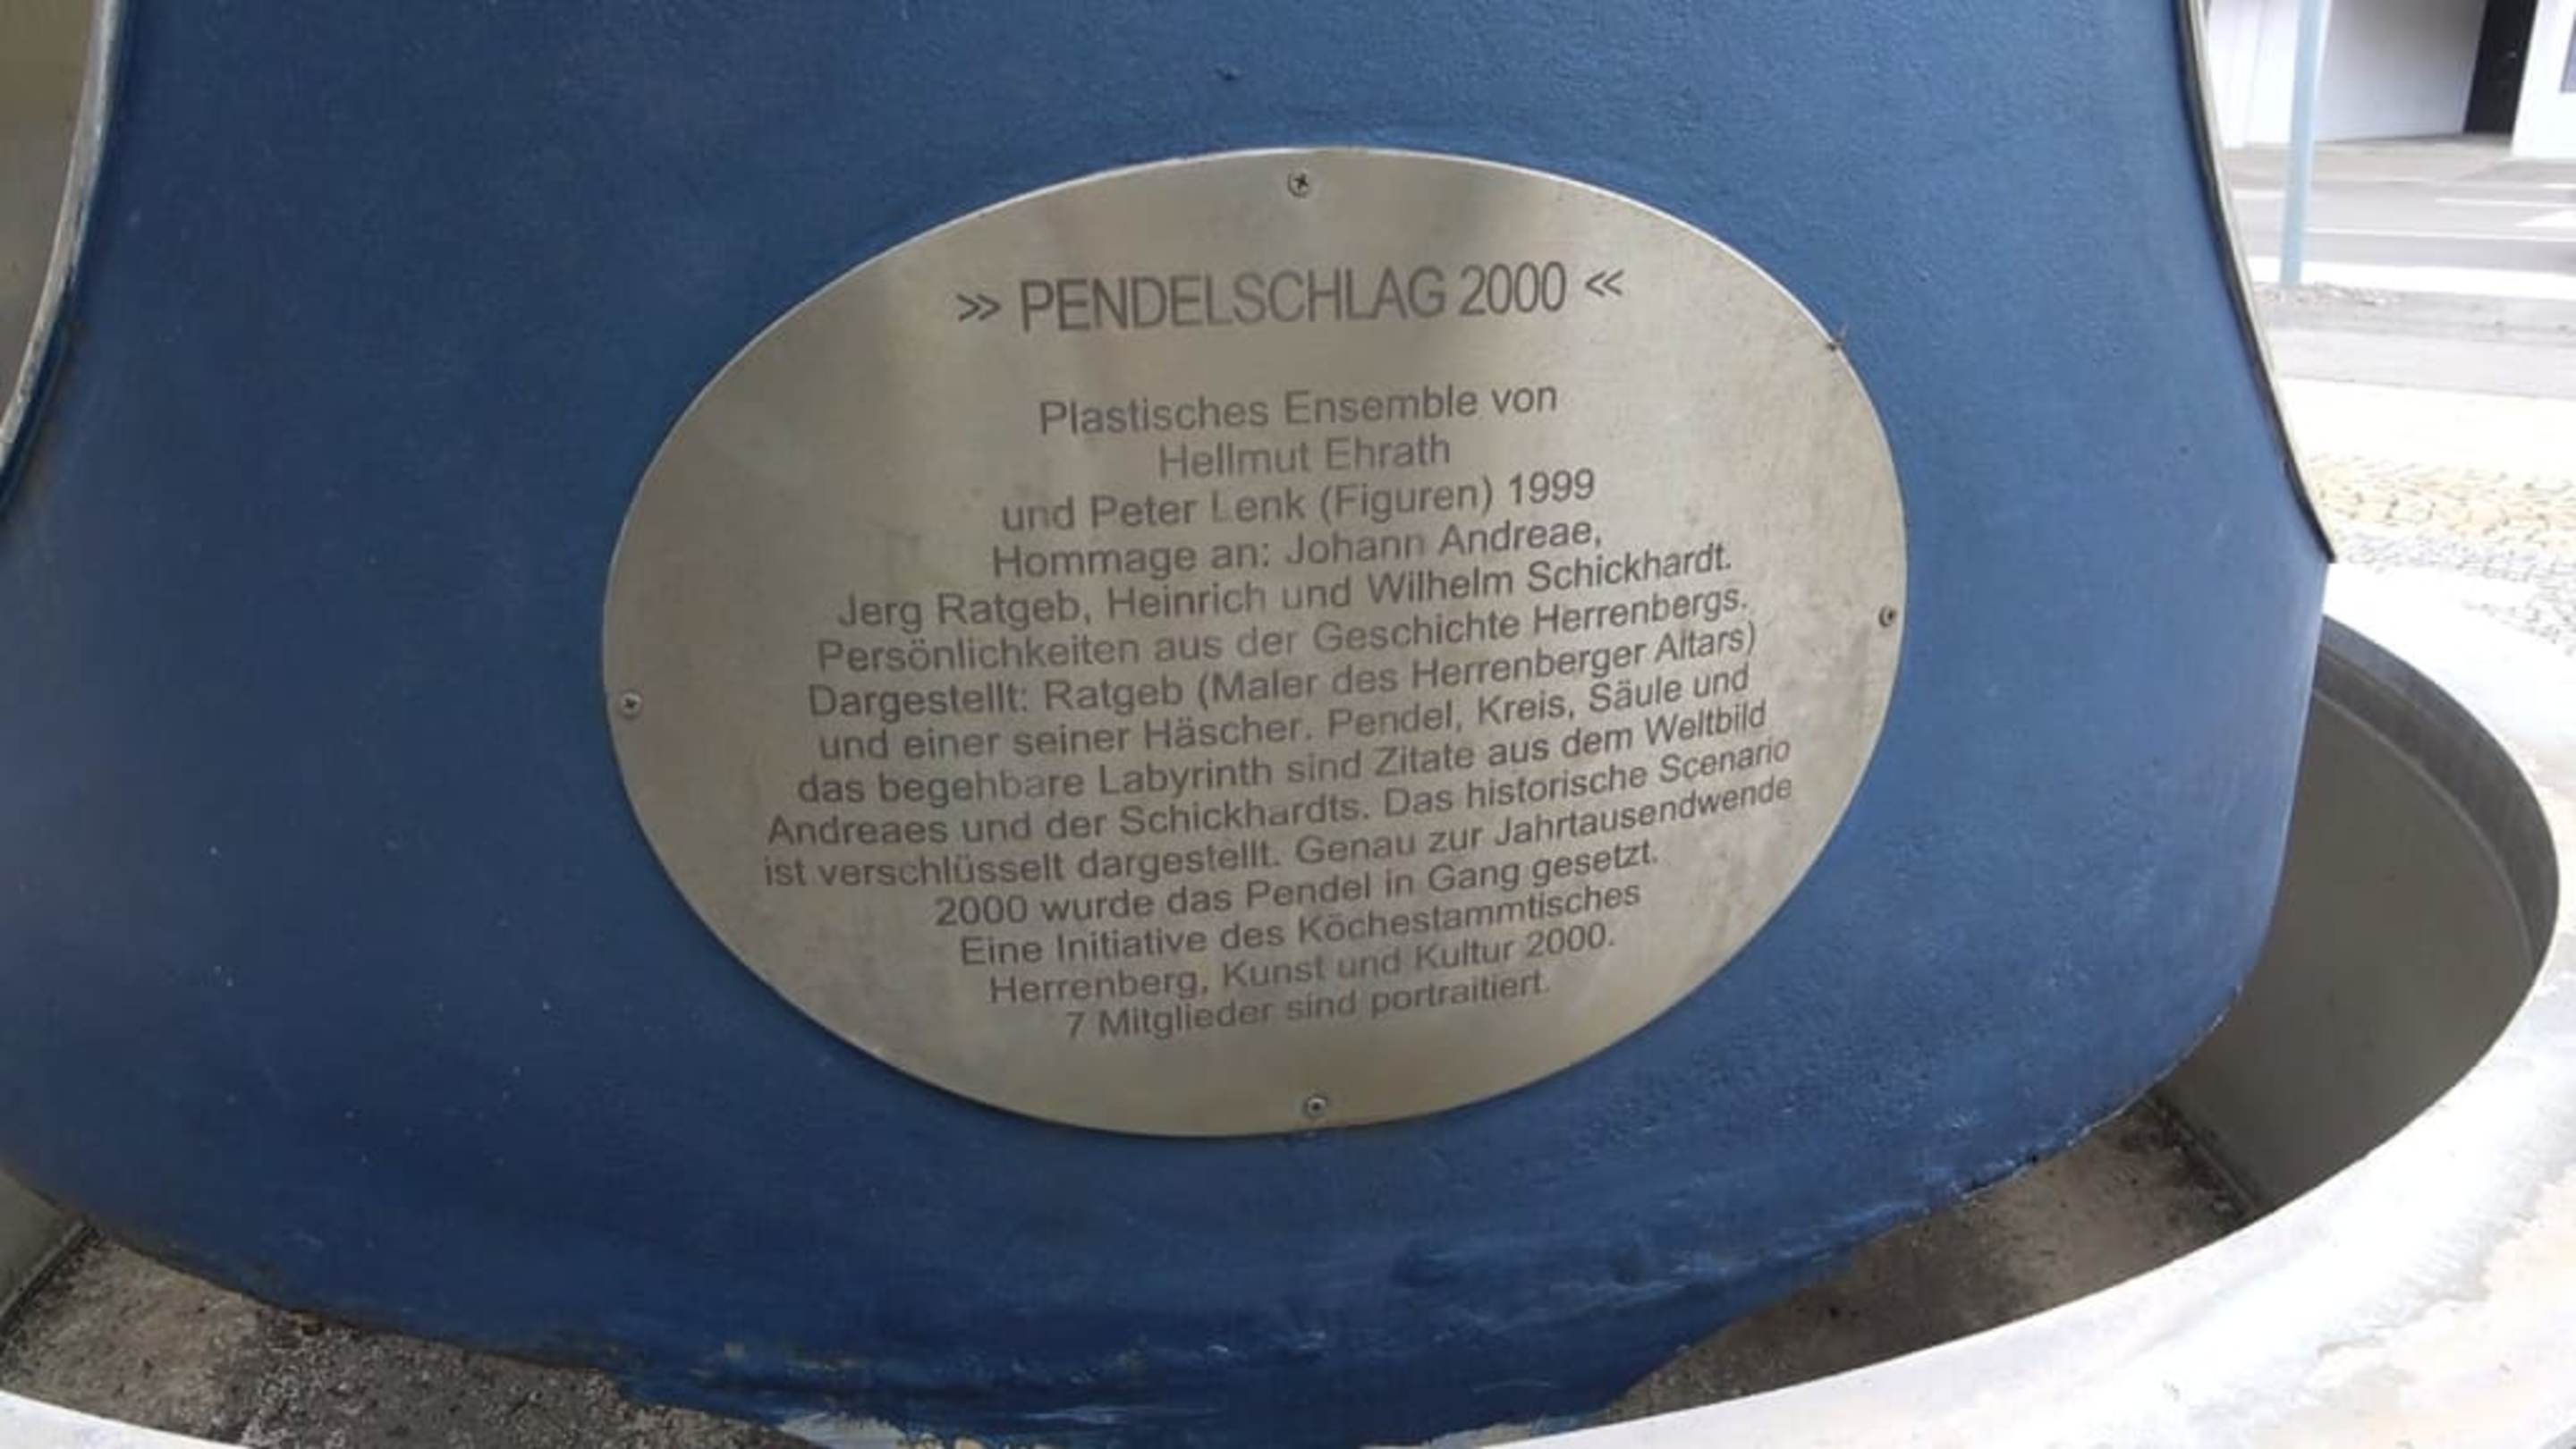 >> PENDELSCHLAG 2000 <<
Plastisches Ensemble von
Hellmut Ehrath
und Peter Lenk (Figuren) 1999
Hommage an: Johann Andreae,
Jerg Ratgeb, Heinrich und Wilhelm Schickhardt.
Persönlichkeiten aus der Geschichte Herrenbergs.
Dargestellt: Ratgeb (Maler des Herrenberger Altars)
und einer seiner Häscher. Pendel, Kreis, Säule und
das begehbare Labyrinth sind Zitate aus dem Weltbild
Andreaes und der Schickhardts. Das historische Scenario
ist verschlüsselt dargestellt. Genau zur Jahrtausendwende
2000 wurde das Pendel in Gang gesetzt.
Eine Initiative des Köchestammtisches
Herrenberg, Kunst und Kultur 2000.
7 Mitglieder sind portraitiert.